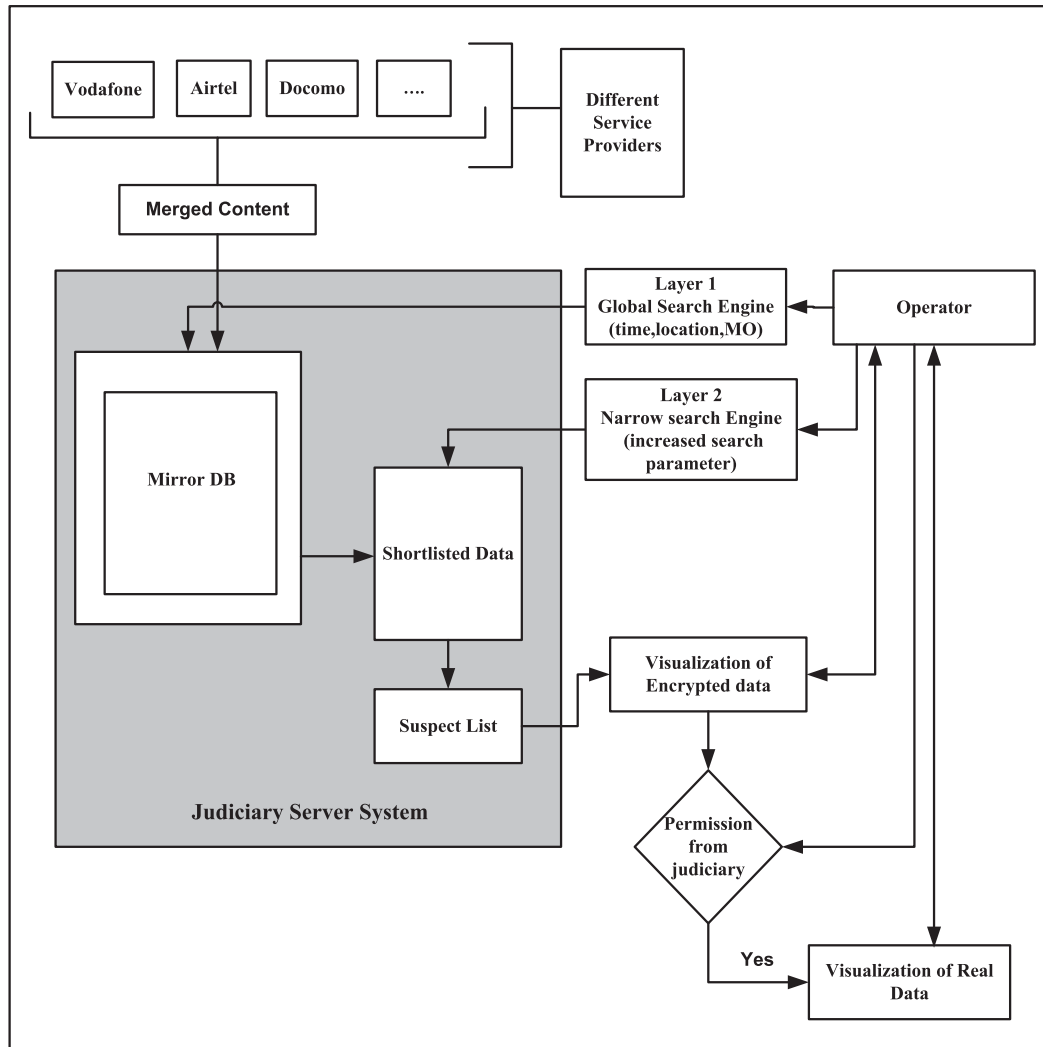 Vodafone
Airtel
Docomo
....
Different
Service
Providers
Merged Content
Layer 1
Global Search Engine
(time,location,MO)
Operator
Layer 2
Narrow search Engine
(increased search
parameter)
Mirror DB
Shortlisted Data
Visualization of
Encrypted data
Suspect List
Judiciary Server System
Permission
from
judiciary
Yes
Visualization of Real
Data